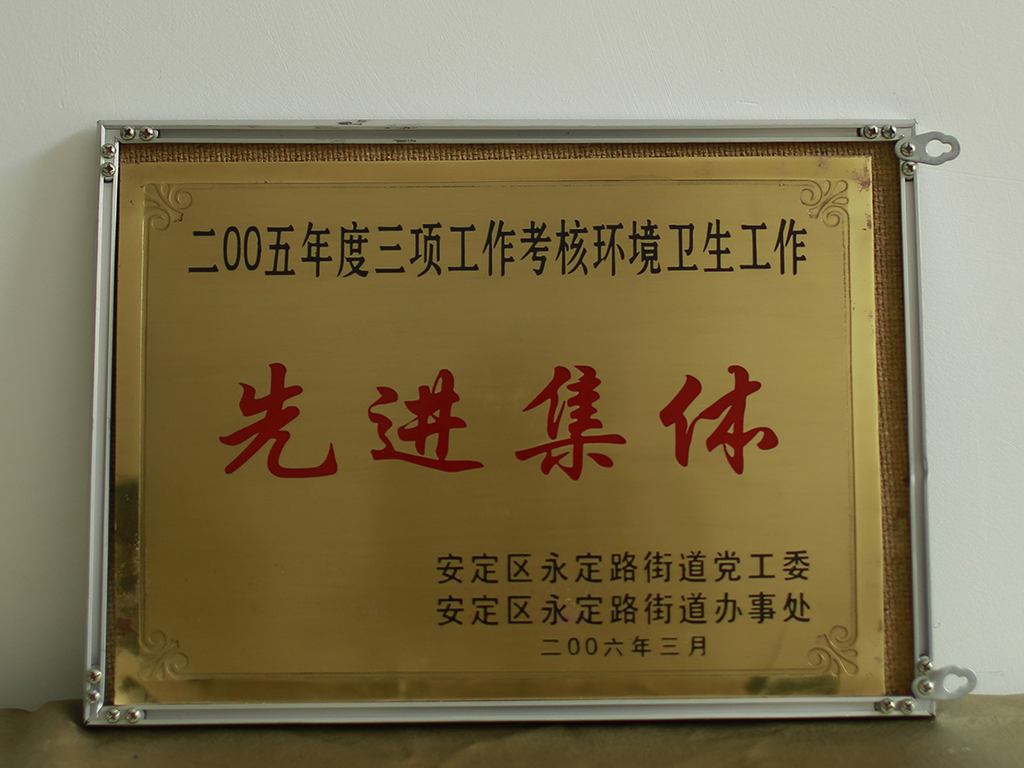 二00五年度三项工作考核环境卫生工作
先进集体
安定区永定路街道党工委
安定区永定路街道办事处
二00六年三月